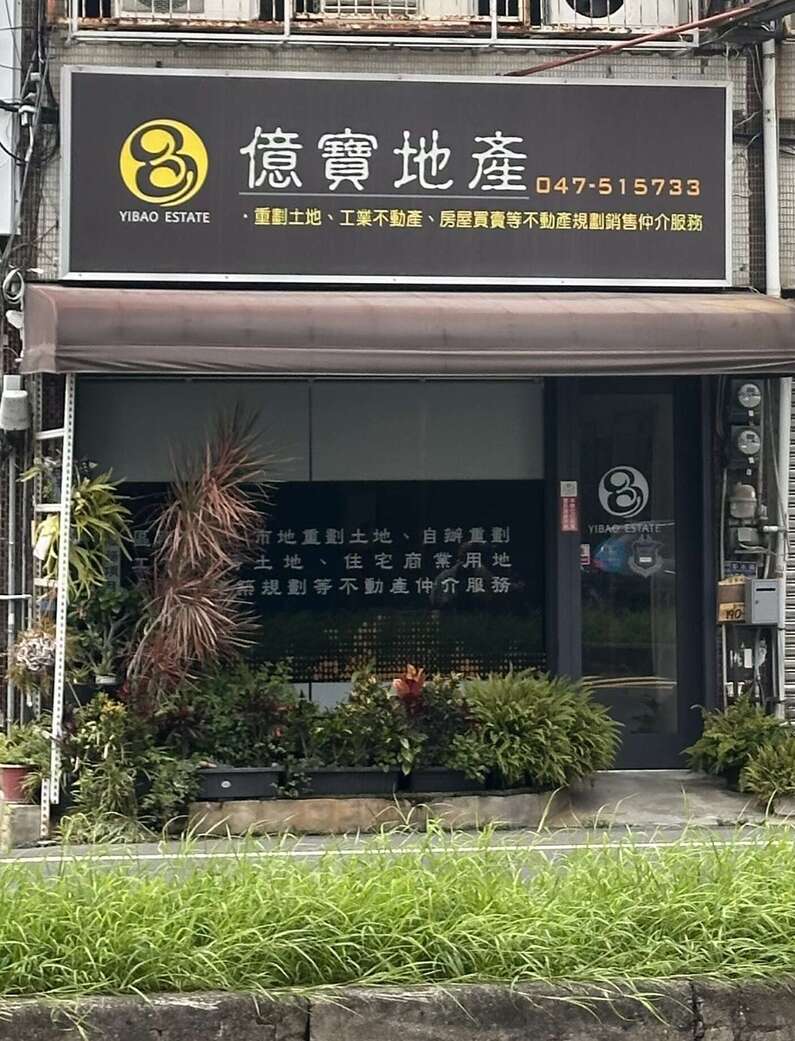 億寶地產
047-515733
YIBAO ESTATE
·重劃土地、工業不動產、房屋買賣等不動產規劃銷售仲介服務
YIBAO ESTATE
區 市地重劃土地、自辦重劃
土地、住宅商業用地
規劃等不動產仲介服務
190